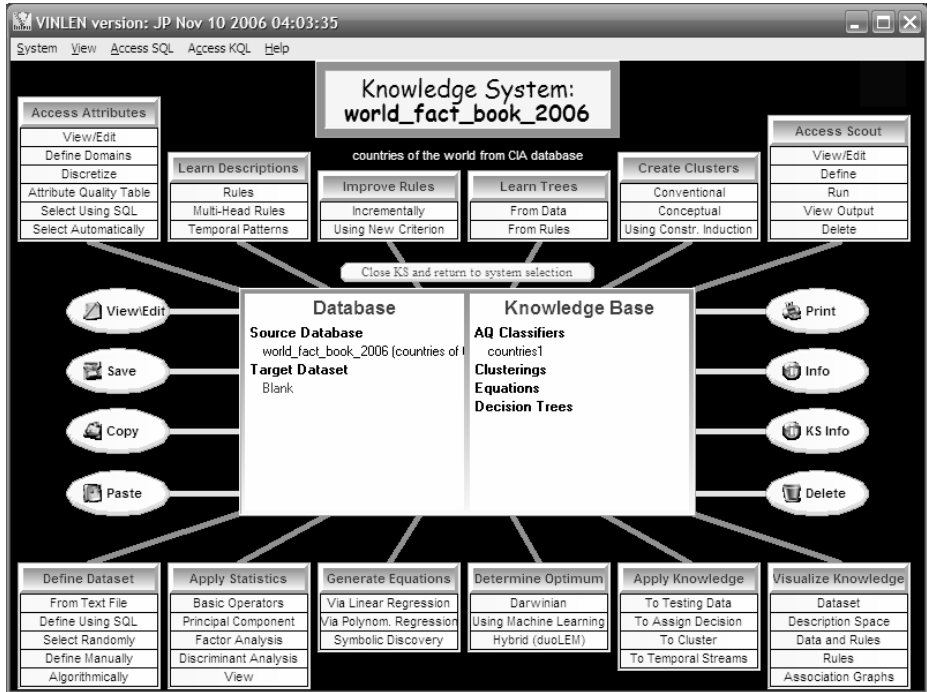 VINLEN version: JP Nov 10 2006 04:03:35
System View Access SQL Access KQL Help
Knowledge System:
world_fact_book_2006
countries of the world from CIA database
Access Attributes
View/Edit
Define Domains
Discretize
Attribute Quality Table
Select Using SQL
Select Automatically
Learn Descriptions
Rules
Multi-Head Rules
Temporal Patterns
Improve Rules
Incrementally
Using New Criterion
Learn Trees
From Data
From Rules
Create Clusters
Conventional
Conceptual
Using Constr. Induction
Access Scout
View/Edit
Define
Run
View Output
Delete
Close KS and return to system selection
View\Edit
Save
Copy
Paste
Database
Source Database
world_fact_book_2006 (countries of t
Target Dataset
Blank
Knowledge Base
AQ Classifiers
countries1
Clusterings
Equations
Decision Trees
Print
Info
KS Info
Delete
Define Dataset
From Text File
Define Using SQL
Select Randomly
Define Manually
Algorithmically
Apply Statistics
Basic Operators
Principal Component
Factor Analysis
Discriminant Analysis
View
Generate Equations
Via Linear Regression
Via Polynom. Regression
Symbolic Discovery
Determine Optimum
Darwinian
Using Machine Learning
Hybrid (duoLEM)
Apply Knowledge
To Testing Data
To Assign Decision
To Cluster
To Temporal Streams
Visualize Knowledge
Dataset
Description Space
Data and Rules
Rules
Association Graphs